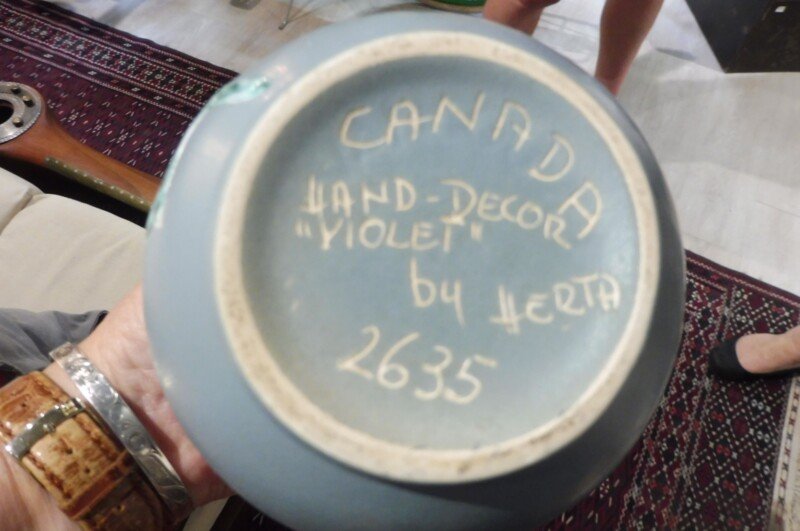 CANADA
HAND-DECOR
"VIOLET"
by HERTA
2635